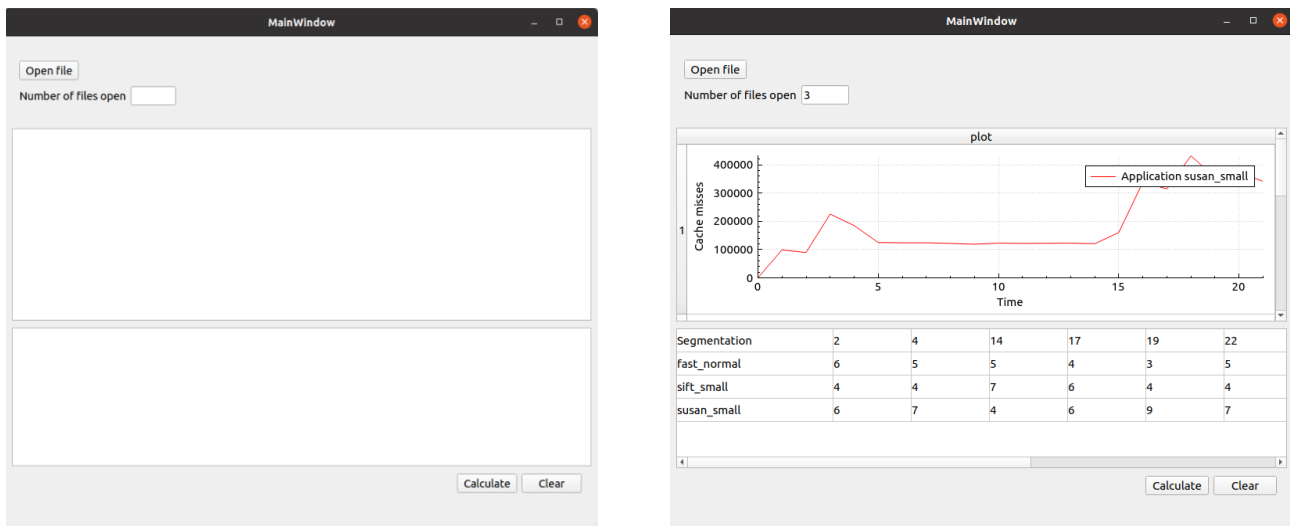 MainWindow
Open file
Number of files open
Calculate Clear
MainWindow
Open file
Number of files open 3
plot
1
Cache misses
400000
300000
200000
100000
0
Application susan_small
0 5 10 15 20
Time
Segmentation 2 4 14 17 19 22
fast_normal 6 5 5 4 3 5
sift_small 4 4 7 6 4 4
susan_small 6 7 4 6 9 7
Calculate Clear